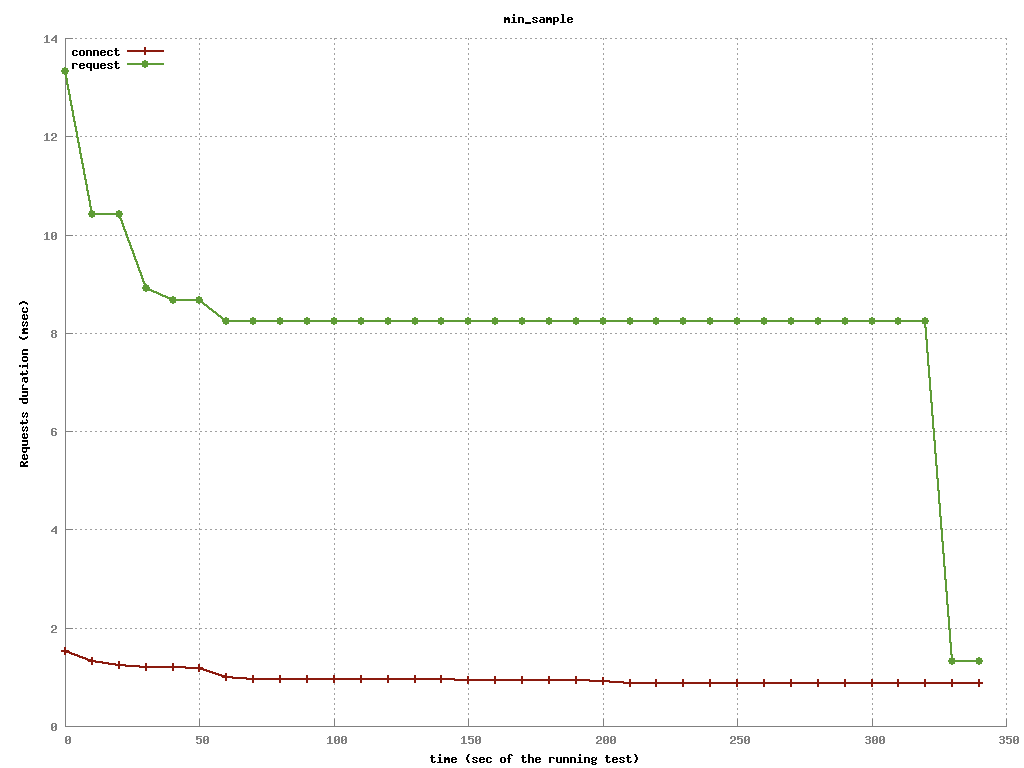 min_sample
connect
request
14
12
10
8
6
4
2
0
Requests duration (msec)
0 50 100 150 200 250 300 350
time (sec of the running test)